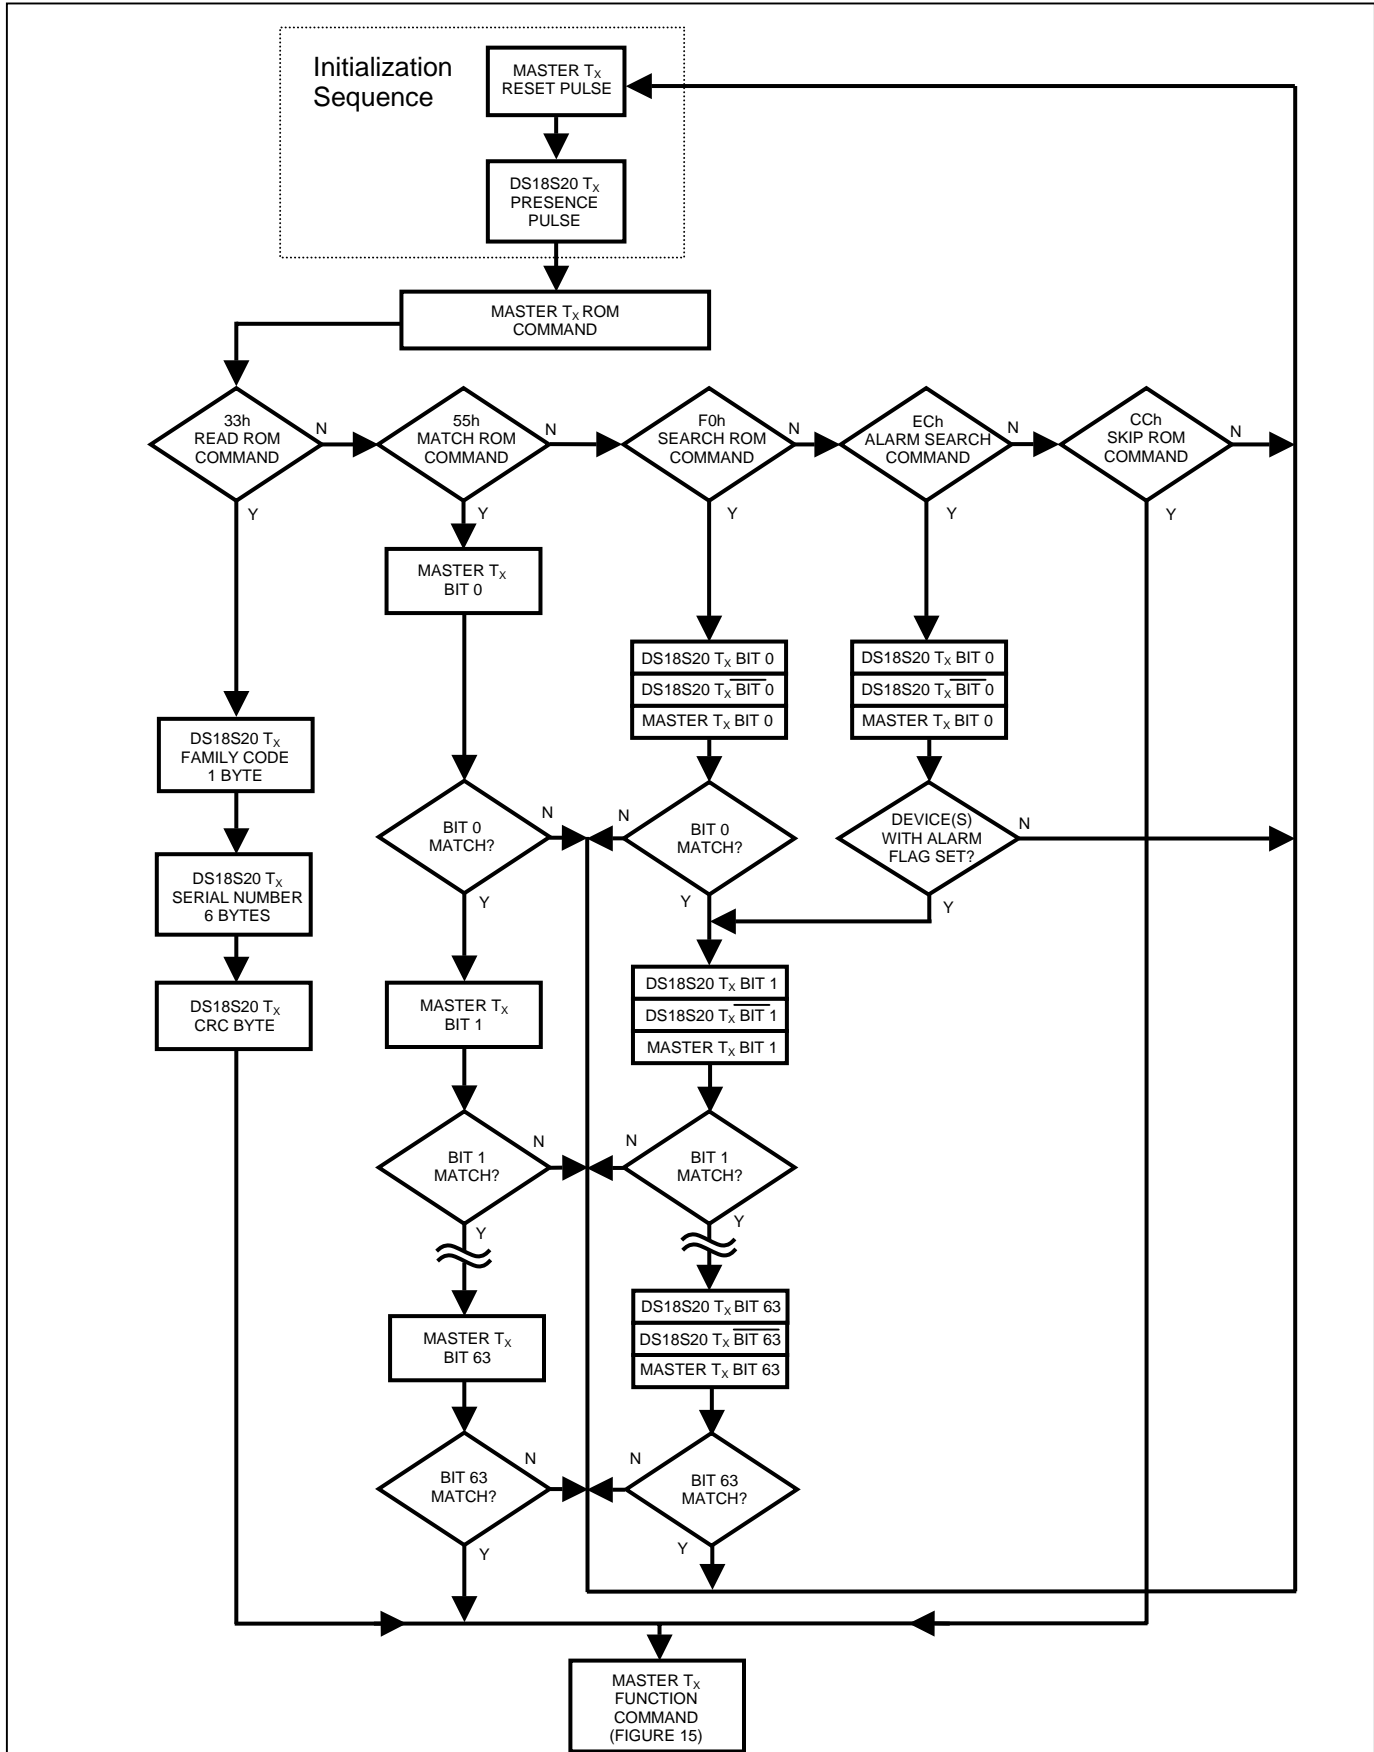 Initialization
Sequence
MASTER TX
RESET PULSE
DS18S20 TX
PRESENCE
PULSE
MASTER TX ROM
COMMAND
33h
READ ROM
COMMAND
N
Y
55h
MATCH ROM
COMMAND
N
Y
F0h
SEARCH ROM
COMMAND
N
Y
ECh
ALARM SEARCH
COMMAND
N
Y
CCh
SKIP ROM
COMMAND
N
Y
MASTER TX
BIT 0
DS18S20 TX BIT 0
DS18S20 TX B̅I̅T̅ ̅0̅
MASTER TX BIT 0
DS18S20 TX BIT 0
DS18S20 TX B̅I̅T̅ ̅0̅
MASTER TX BIT 0
DS18S20 TX
FAMILY CODE
1 BYTE
BIT 0
MATCH?
N
Y
BIT 0
MATCH?
N
Y
DEVICE(S)
WITH ALARM
FLAG SET?
N
Y
DS18S20 TX
SERIAL NUMBER
6 BYTES
DS18S20 TX
CRC BYTE
MASTER TX
BIT 1
DS18S20 TX BIT 1
DS18S20 TX B̅I̅T̅ ̅1̅
MASTER TX BIT 1
BIT 1
MATCH?
N
Y
BIT 1
MATCH?
N
Y
MASTER TX
BIT 63
DS18S20 TX BIT 63
DS18S20 TX B̅I̅T̅ ̅6̅3̅
MASTER TX BIT 63
BIT 63
MATCH?
N
Y
BIT 63
MATCH?
N
Y
MASTER TX
FUNCTION
COMMAND
(FIGURE 15)